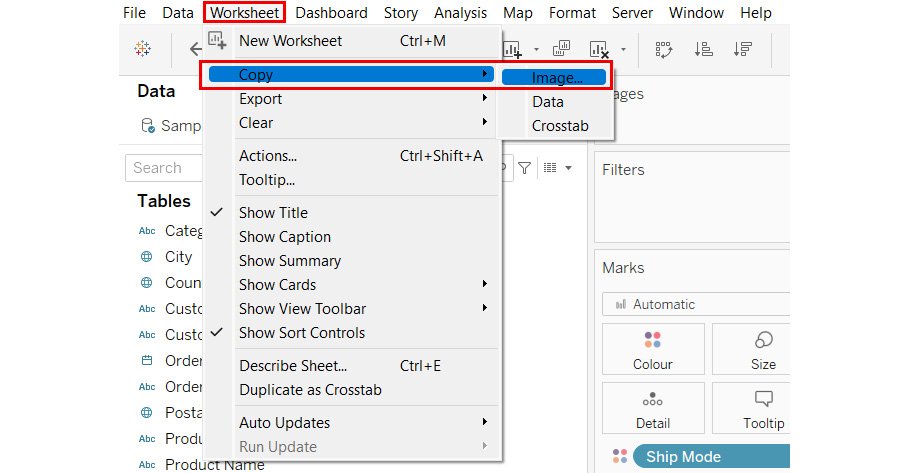 File Data Worksheet Dashboard Story Analysis Map Format Server Window Help
New Worksheet Ctrl+M
Copy
Export
Clear
Actions... Ctrl+Shift+A
Tooltip...
Show Title
Show Caption
Show Summary
Show Cards
Show View Toolbar
Show Sort Controls
Describe Sheet... Ctrl+E
Duplicate as Crosstab
Auto Updates
Run Update
Image...
Data
Crosstab
Data
Samp
Search
Tables
Abc Categ
City
Coun
Abc Custo
Abc Custo
Order
Abc Order
Posta
Abc Produ
Abc Product Name
ages
Filters
Marks
Automatic
Colour Size
Detail Tooltip
Ship Mode